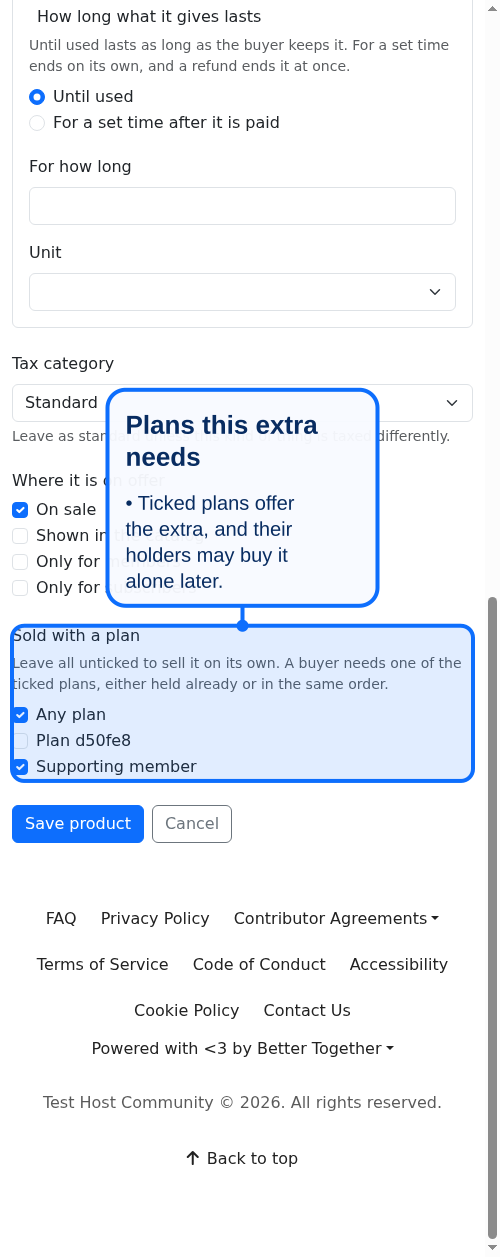 How long what it gives lasts
Until used lasts as long as the buyer keeps it. For a set time
ends on its own, and a refund ends it at once.
Until used
For a set time after it is paid
For how long
Unit
Tax category
Standard
Leave as differently.
Plans this extra
needs
• Ticked plans offer
the extra, and their
holders may buy it
alone later.
Where it is on offer
On sale
Shown in
Only for
Only for
Sold with a plan
Leave all unticked to sell it on its own. A buyer needs one of the
ticked plans, either held already or in the same order.
Any plan
Plan d50fe8
Supporting member
Save product
Cancel
FAQ Privacy Policy Contributor Agreements
Terms of Service Code of Conduct Accessibility
Cookie Policy Contact Us
Powered with <3 by Better Together
Test Host Community © 2026. All rights reserved.
Back to top